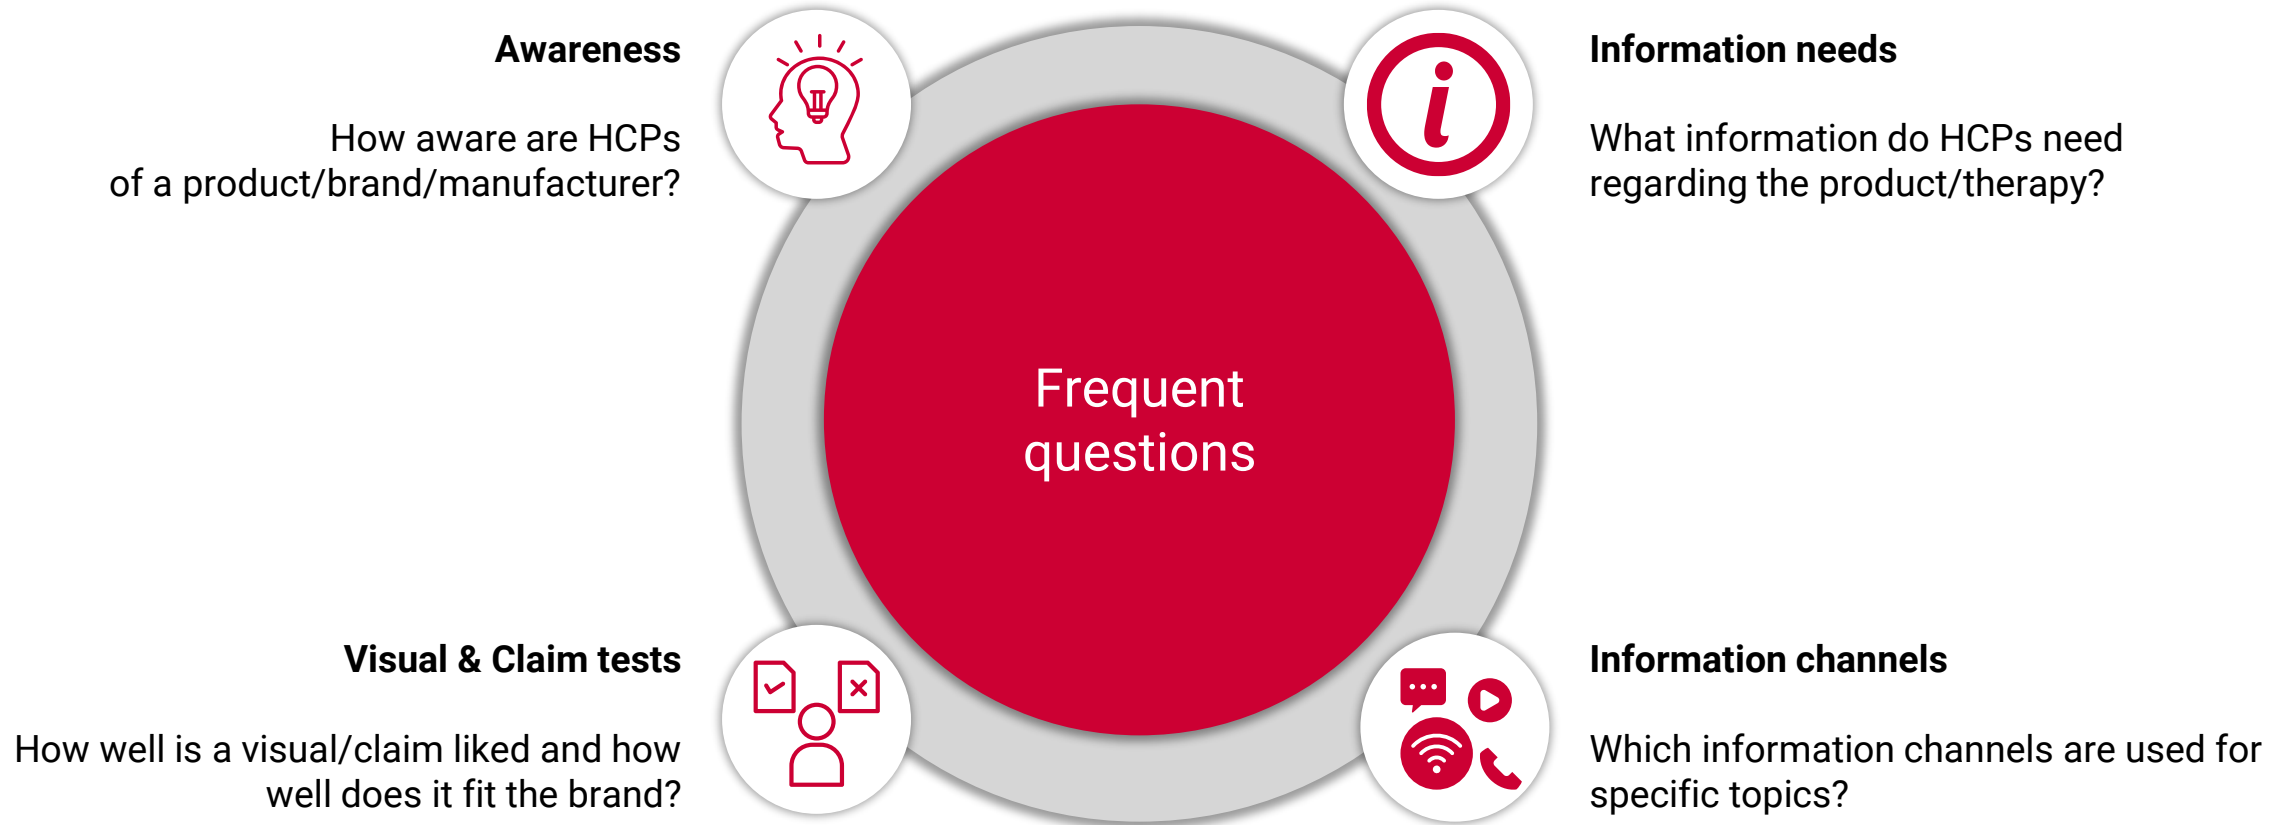 Awareness
How aware are HCPs
of a product/brand/manufacturer?
Information needs
What information do HCPs need
regarding the product/therapy?
Frequent
questions
Visual & Claim tests
How well is a visual/claim liked and how
well does it fit the brand?
Information channels
Which information channels are used for
specific topics?